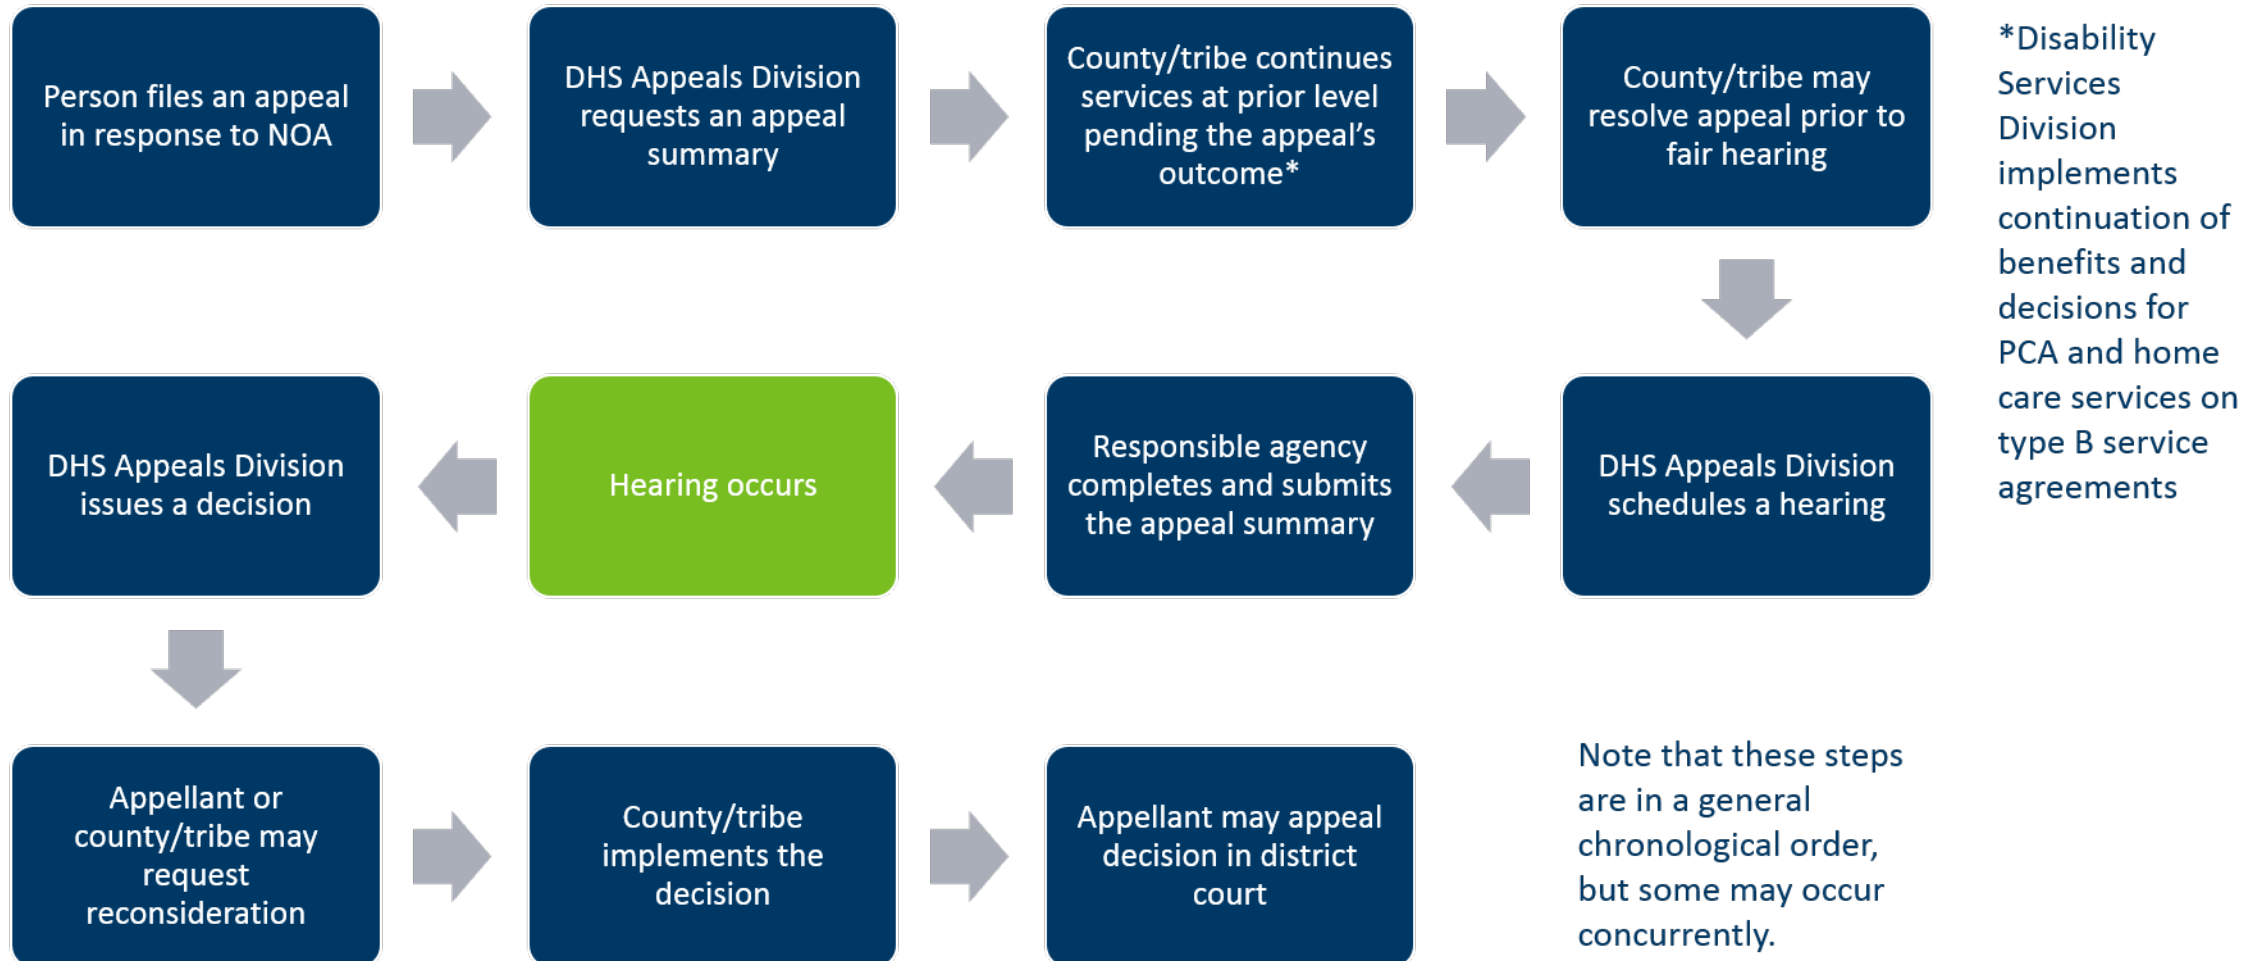 Person files an appeal
in response to NOA
DHS Appeals Division
requests an appeal
summary
County/tribe continues
services at prior level
pending the appeal’s
outcome*
County/tribe may
resolve appeal prior to
fair hearing
*Disability
Services
Division
implements
continuation of
benefits and
decisions for
PCA and home
care services on
type B service
agreements
DHS Appeals Division
schedules a hearing
Responsible agency
completes and submits
the appeal summary
Hearing occurs
DHS Appeals Division
issues a decision
Appellant or
county/tribe may
request
reconsideration
County/tribe
implements the
decision
Appellant may appeal
decision in district
court
Note that these steps
are in a general
chronological order,
but some may occur
concurrently.